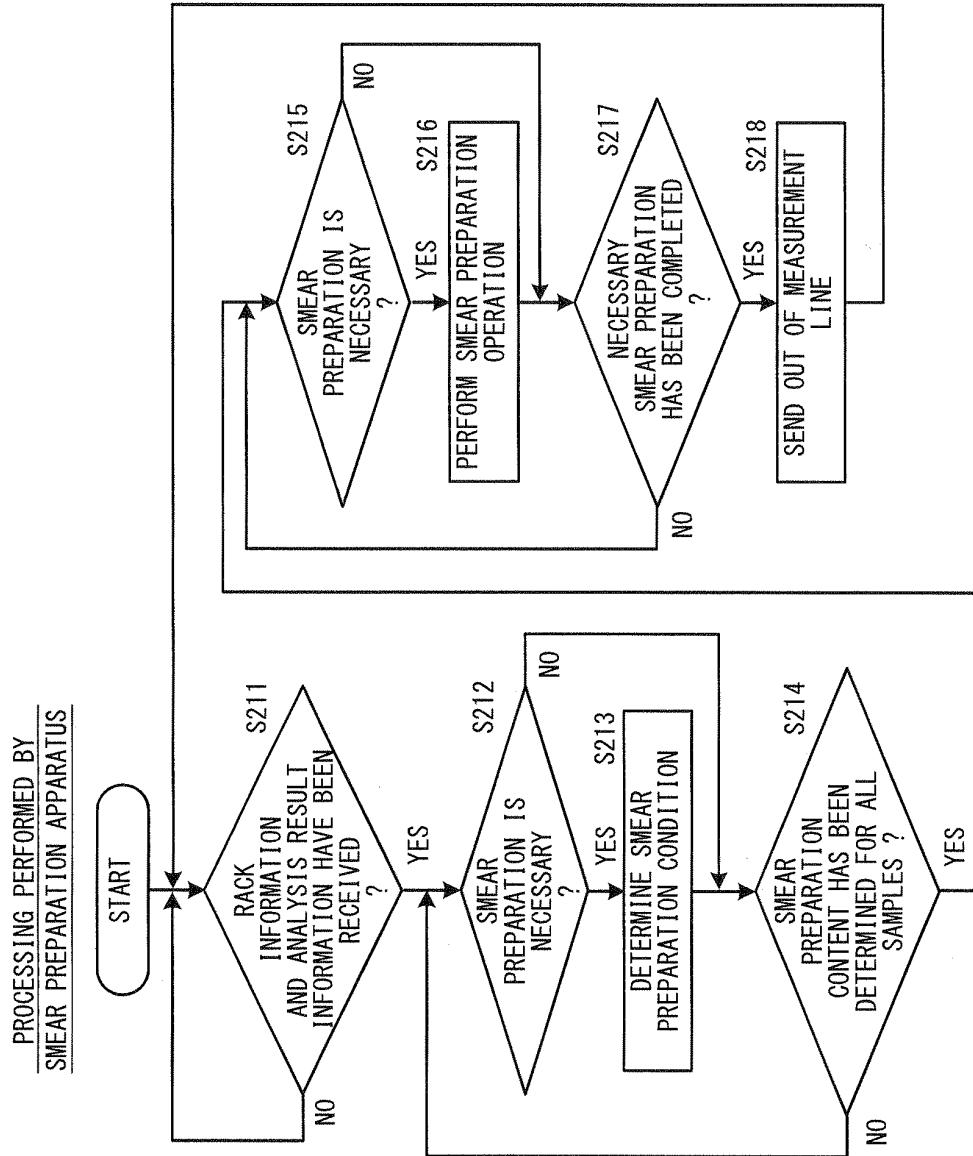 PROCESSING PERFORMED BY
SMEAR PREPARATION APPARATUS
START
S211
RACK
INFORMATION
AND ANALYSIS RESULT
INFORMATION HAVE BEEN
RECEIVED
?
NO
YES
S212
SMEAR
PREPARATION IS
NECESSARY
?
NO
YES
S213
DETERMINE SMEAR
PREPARATION CONDITION
S214
SMEAR
PREPARATION
CONTENT HAS BEEN
DETERMINED FOR ALL
SAMPLES ?
NO
YES
S215
SMEAR
PREPARATION IS
NECESSARY
?
NO
YES
S216
PERFORM SMEAR PREPARATION
OPERATION
S217
NECESSARY
SMEAR PREPARATION
HAS BEEN COMPLETED
?
NO
YES
S218
SEND OUT OF MEASUREMENT
LINE